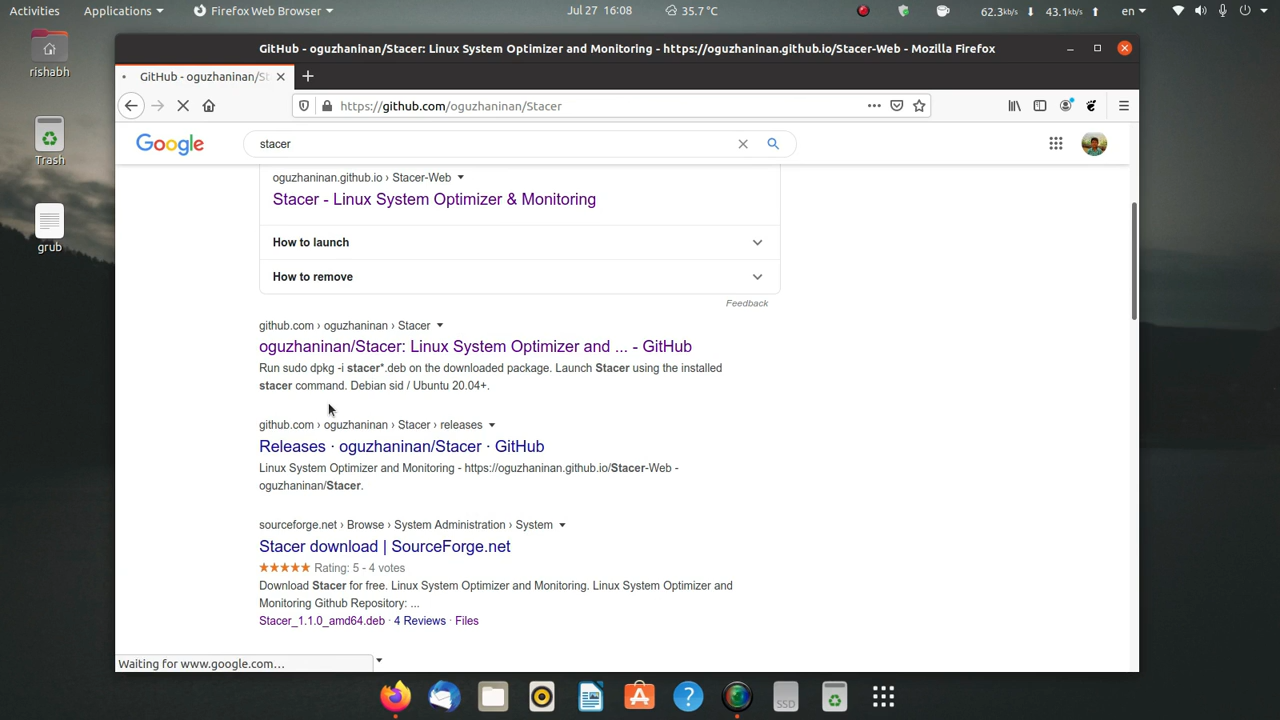 Activities
Applications
Firefox Web Browser
Jul 27 16:08
35.7°C
62.3kb/s
43.1kb/s
en
rishabh
Trash
grub
GitHub - oguzhaninan/Stacer: Linux System Optimizer and Monitoring - https://oguzhaninan.github.io/Stacer-Web - Mozilla Firefox
GitHub - oguzhaninan/St
https://github.com/oguzhaninan/Stacer
Google
stacer
oguzhaninan.github.io › Stacer-Web
Stacer - Linux System Optimizer & Monitoring
How to launch
How to remove
Feedback
github.com › oguzhaninan › Stacer
oguzhaninan/Stacer: Linux System Optimizer and ... - GitHub
Run sudo dpkg -i stacer*.deb on the downloaded package. Launch Stacer using the installed
stacer command. Debian sid / Ubuntu 20.04+.
github.com › oguzhaninan › Stacer › releases
Releases · oguzhaninan/Stacer · GitHub
Linux System Optimizer and Monitoring - https://oguzhaninan.github.io/Stacer-Web -
oguzhaninan/Stacer.
sourceforge.net › Browse › System Administration › System
Stacer download | SourceForge.net
★★★★★ Rating: 5 - 4 votes
Download Stacer for free. Linux System Optimizer and Monitoring. Linux System Optimizer and
Monitoring Github Repository: ...
Stacer_1.1.0_amd64.deb · 4 Reviews · Files
Waiting for www.google.com...
SSD